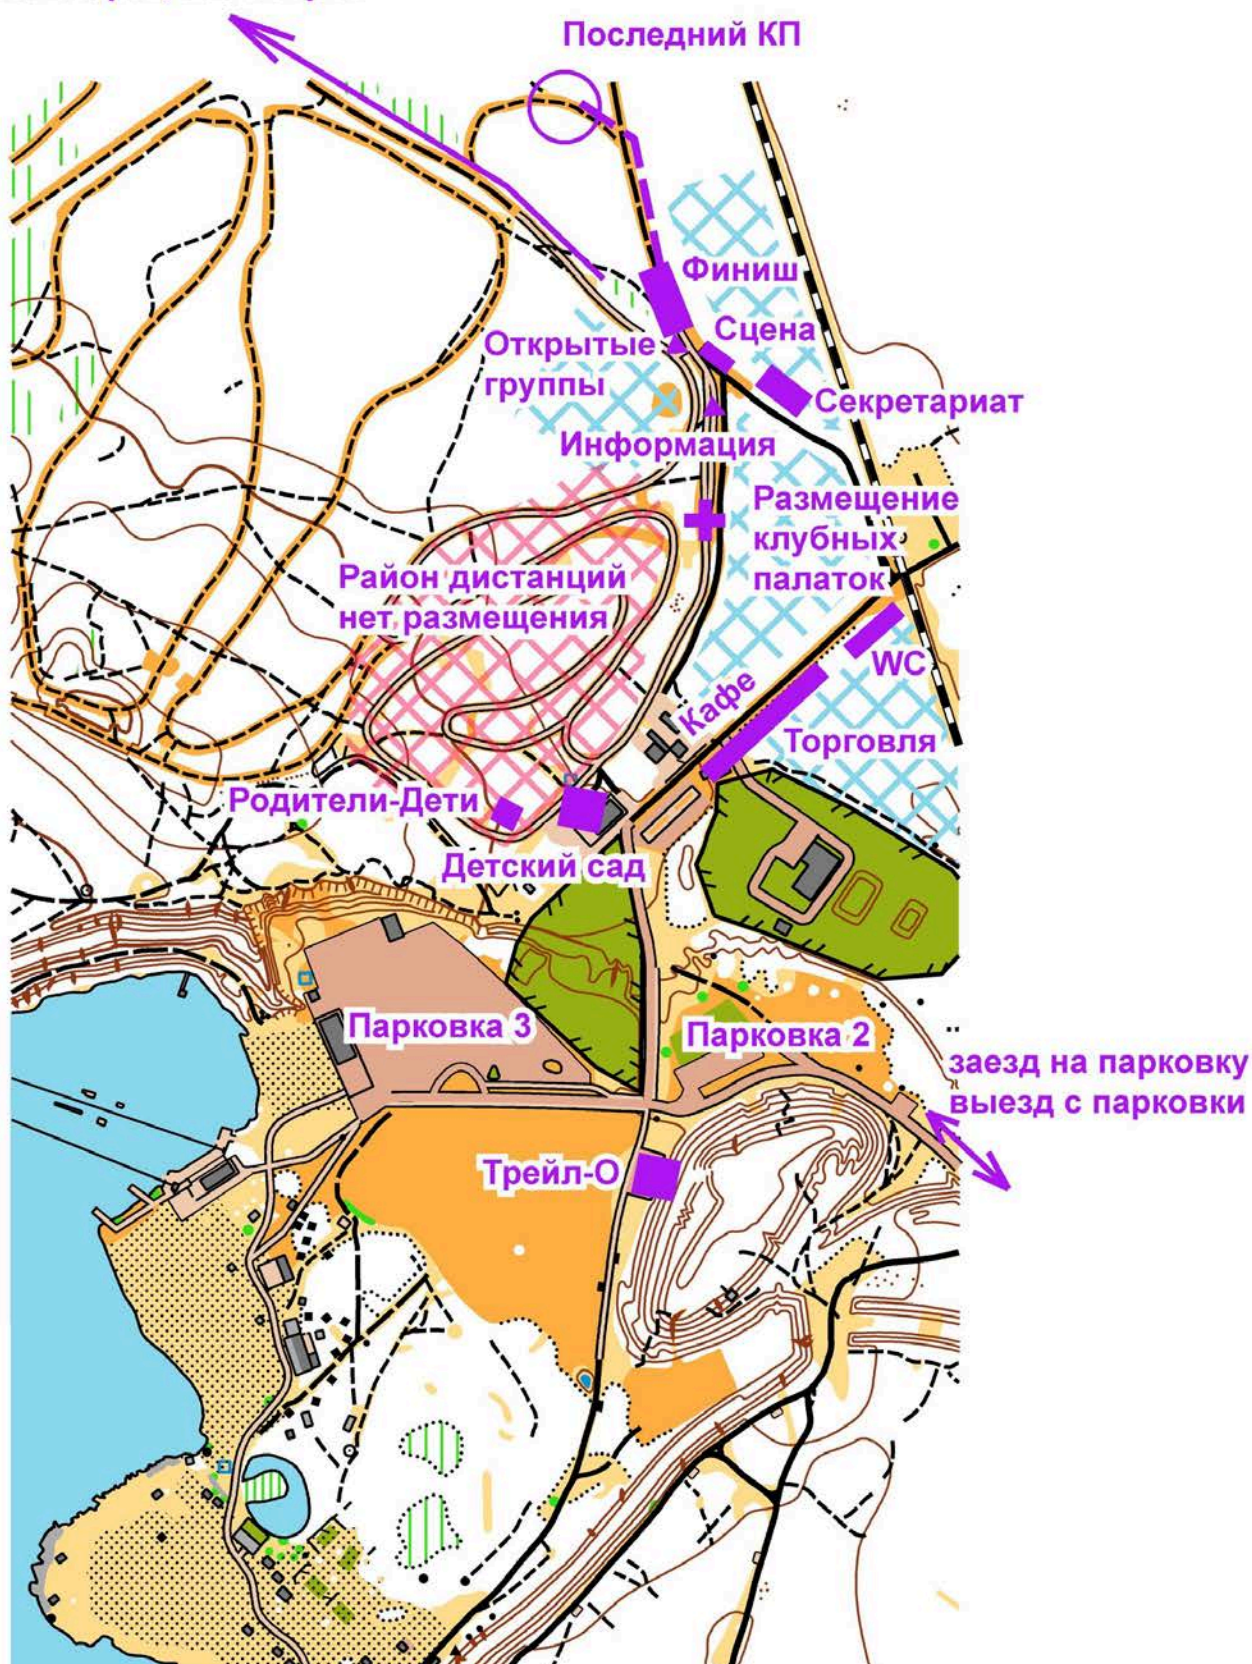 Последний КП
Финиш
Сцена
Открытые
группы
Секретариат
Информация
Размещение
клубных
палаток
Район дистанций
нет размещения
WC
Кафе
Торговля
Родители-Дети
Детский сад
Парковка 3
Парковка 2
заезд на парковку
выезд с парковки
Трейл-О